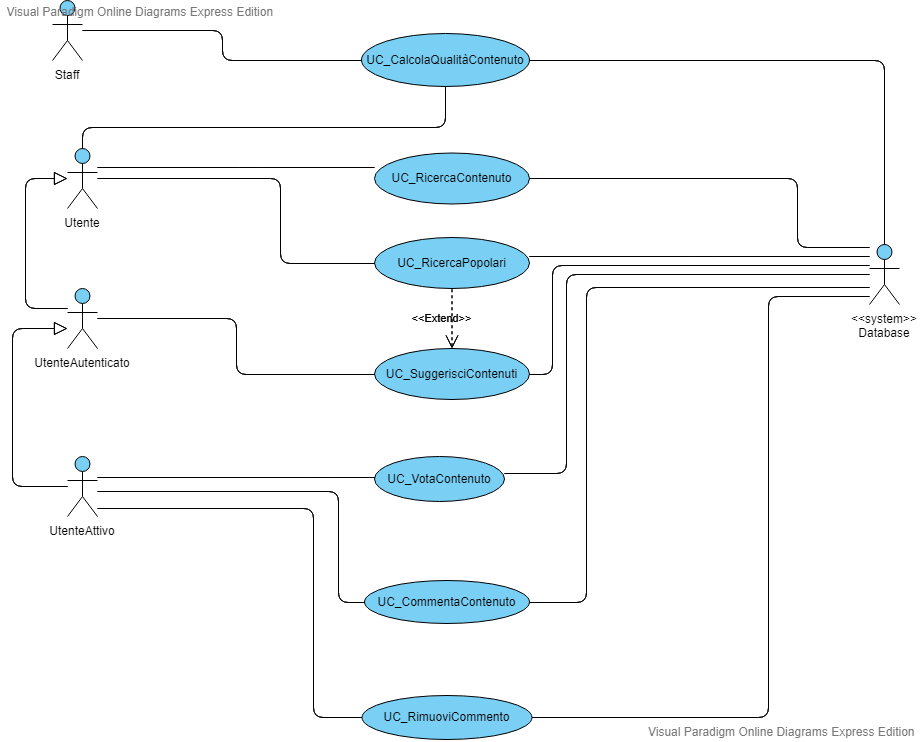 Visual Paradigm Online Diagrams Express Edition
Staff
UC_CalcolaQualitàContenuto
Utente
UC_RicercaContenuto
UC_RicercaPopolari
<<Extend>>
<<system>>
Database
UtenteAutenticato
UC_SuggerisciContenuti
UtenteAttivo
UC_VotaContenuto
UC_CommentaContenuto
UC_RimuoviCommento
Visual Paradigm Online Diagrams Express Edition